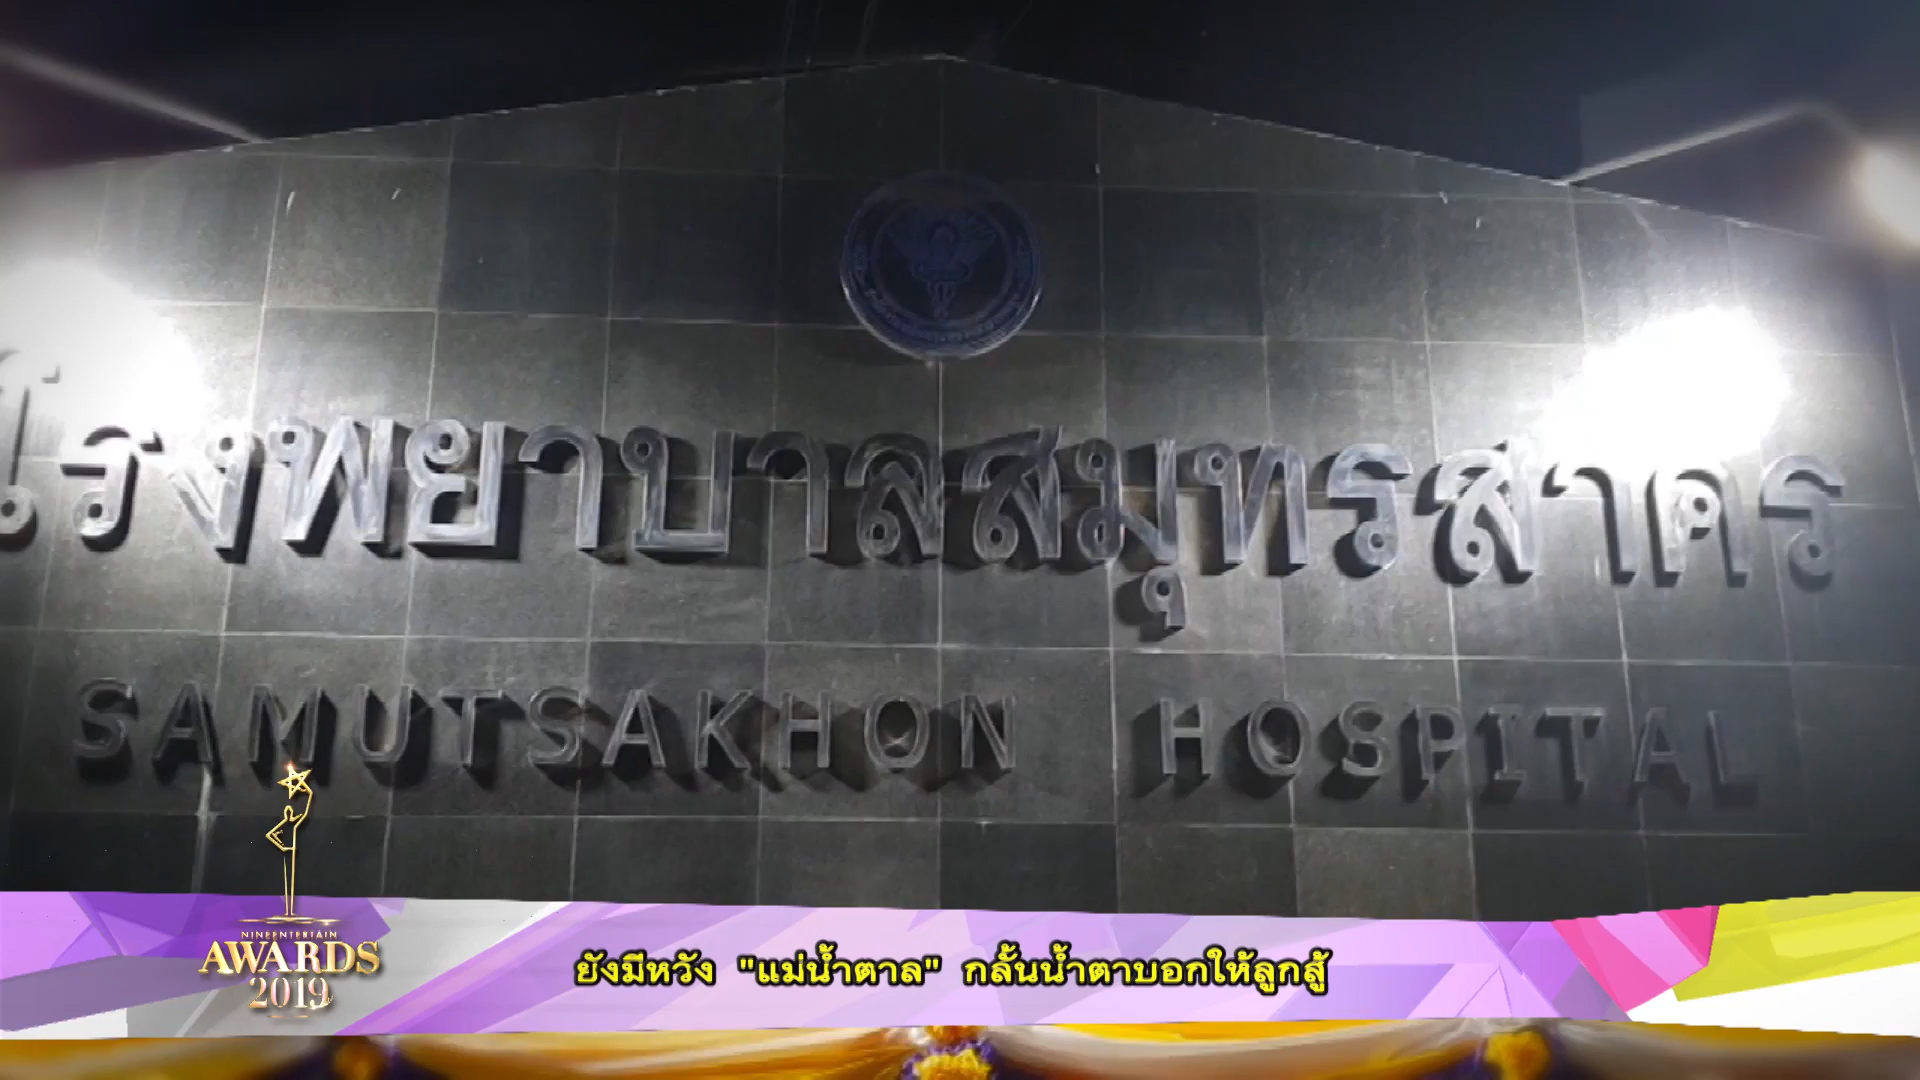 โรงพยาบาลสมุทรสาคร
SAMUTSAKHON HOSPITAL
NINEENTERTAIN
AWARDS
2019
ยังมีหวัง "แม่น้ำตาล" กลั้นน้ำตาบอกให้ลูกสู้